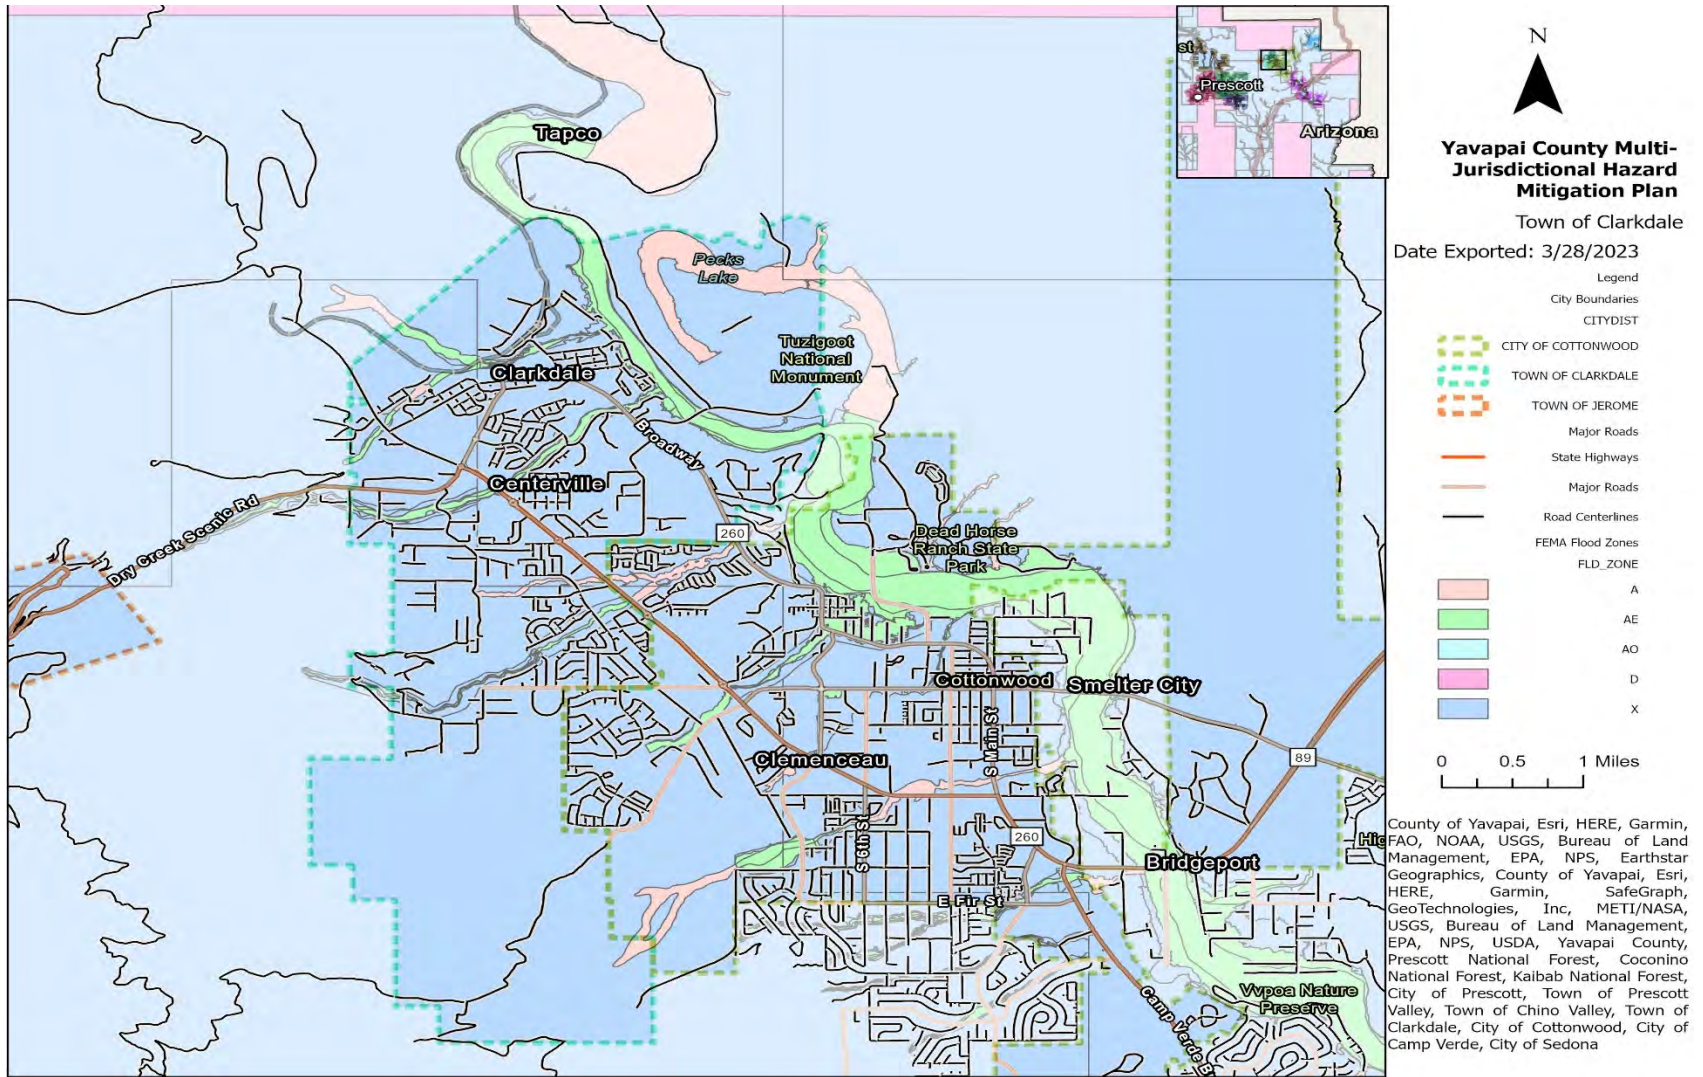 Tapco
Pecks
Lake
Tuzigoot
National
Monument
Clarkdale
Broadway
Centerville
Dry Creek Scenic Rd
260
Dead Horse
Ranch State
Park
Cottonwood
Smelter City
S Main St
Clemenceau
89
S 6th St
260
Bridgeport
E Fir St
Vvpoa Nature
Preserve
Camp Verde B
Hig
st
Prescott
Arizona
N
Yavapai County Multi-
Jurisdictional Hazard
Mitigation Plan
Town of Clarkdale
Date Exported: 3/28/2023
Legend
City Boundaries
CITYDIST
CITY OF COTTONWOOD
TOWN OF CLARKDALE
TOWN OF JEROME
Major Roads
State Highways
Major Roads
Road Centerlines
FEMA Flood Zones
FLD_ZONE
A
AE
AO
D
X
0 0.5 1 Miles
County of Yavapai, Esri, HERE, Garmin,
FAO, NOAA, USGS, Bureau of Land
Management, EPA, NPS, Earthstar
Geographics, County of Yavapai, Esri,
HERE, Garmin, SafeGraph,
GeoTechnologies, Inc, METI/NASA,
USGS, Bureau of Land Management,
EPA, NPS, USDA, Yavapai County,
Prescott National Forest, Coconino
National Forest, Kaibab National Forest,
City of Prescott, Town of Prescott
Valley, Town of Chino Valley, Town of
Clarkdale, City of Cottonwood, City of
Camp Verde, City of Sedona